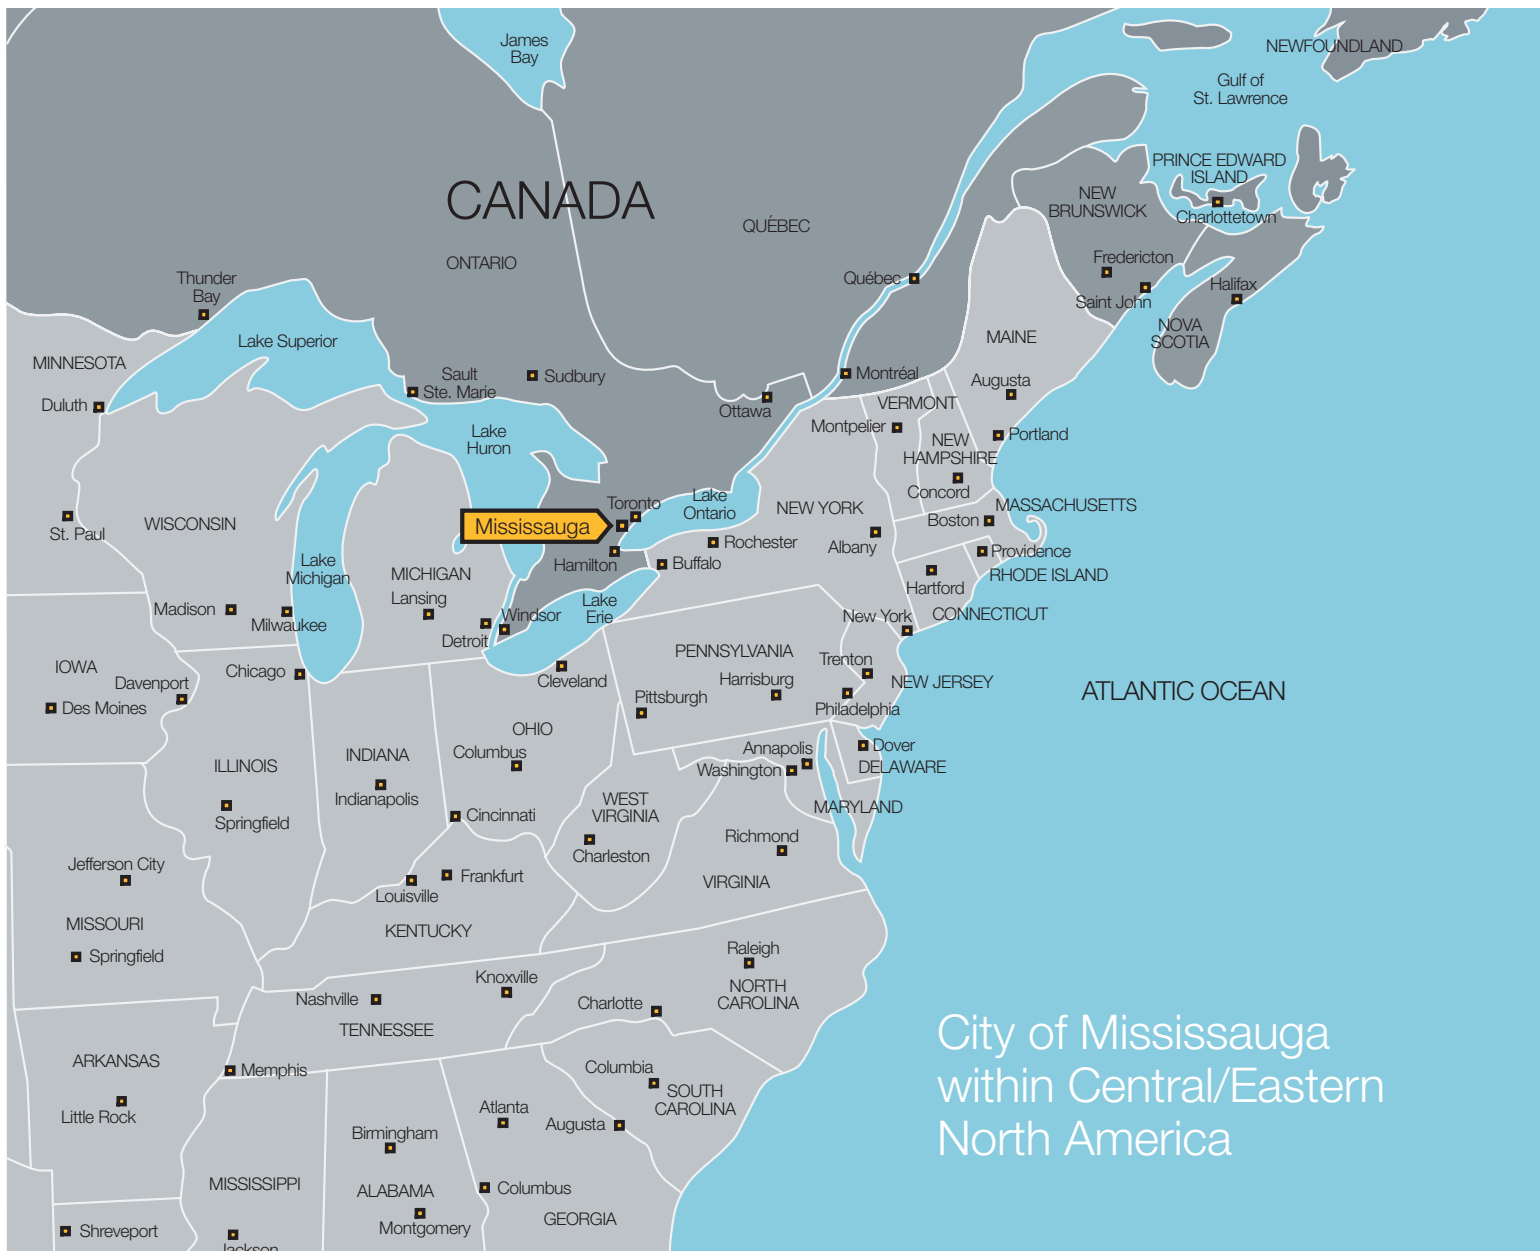 James
Bay
NEWFOUNDLAND
Gulf of
St. Lawrence
PRINCE EDWARD
ISLAND
Charlottetown
NEW
BRUNSWICK
CANADA
QUÉBEC
ONTARIO
Fredericton
Saint John
Halifax
NOVA
SCOTIA
Québec
Thunder
Bay
Lake Superior
MINNESOTA
MAINE
Sault
Ste. Marie
Sudbury
Montréal
Augusta
Duluth
Ottawa
VERMONT
Montpelier
Portland
Lake
Huron
NEW
HAMPSHIRE
Concord
Toronto
Lake
Ontario
NEW YORK
MASSACHUSETTS
Boston
St. Paul
WISCONSIN
Mississauga
Rochester
Albany
Providence
Lake
Michigan
Hamilton
Buffalo
MICHIGAN
Lansing
RHODE ISLAND
Hartford
Madison
Milwaukee
Lake
Erie
Windsor
Detroit
New York
CONNECTICUT
IOWA
Davenport
Chicago
Cleveland
PENNSYLVANIA
Trenton
Harrisburg
NEW JERSEY
ATLANTIC OCEAN
Des Moines
Pittsburgh
Philadelphia
OHIO
Columbus
INDIANA
Annapolis
Dover
ILLINOIS
Washington
DELAWARE
Indianapolis
WEST
VIRGINIA
MARYLAND
Springfield
Cincinnati
Richmond
Charleston
Jefferson City
Frankfurt
Louisville
VIRGINIA
MISSOURI
KENTUCKY
Springfield
Raleigh
Knoxville
NORTH
CAROLINA
Nashville
Charlotte
TENNESSEE
City of Mississauga
within Central/Eastern
North America
ARKANSAS
Memphis
Columbia
SOUTH
CAROLINA
Little Rock
Atlanta
Augusta
Birmingham
MISSISSIPPI
ALABAMA
Columbus
Montgomery
GEORGIA
Shreveport
Jackson